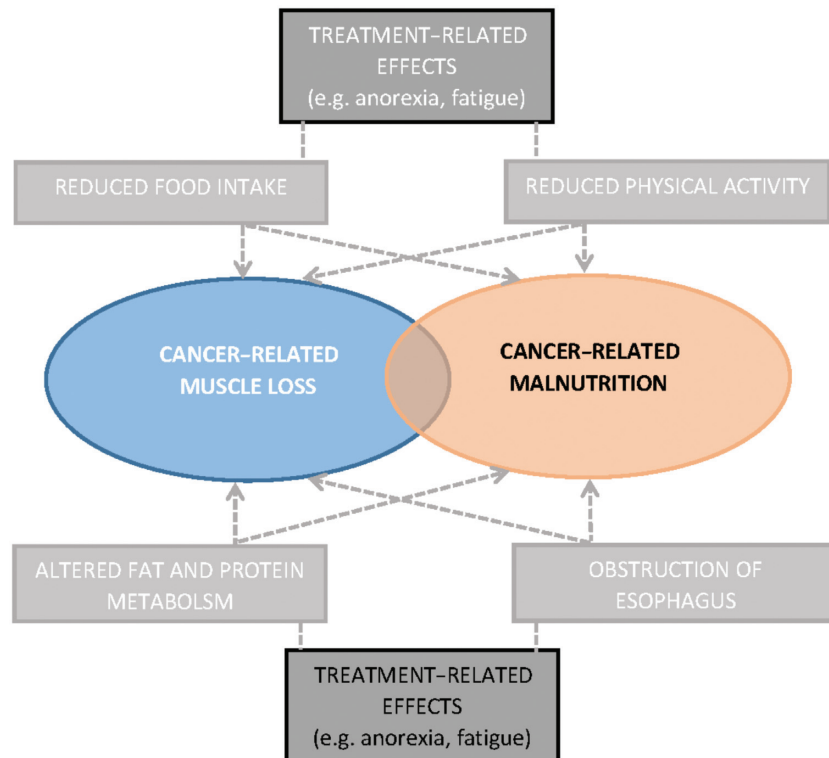 TREATMENT–RELATED
EFFECTS
(e.g. anorexia, fatigue)
REDUCED FOOD INTAKE
REDUCED PHYSICAL ACTIVITY
CANCER–RELATED
MUSCLE LOSS
CANCER–RELATED
MALNUTRITION
ALTERED FAT AND PROTEIN
METABOLSM
OBSTRUCTION OF
ESOPHAGUS
TREATMENT–RELATED
EFFECTS
(e.g. anorexia, fatigue)